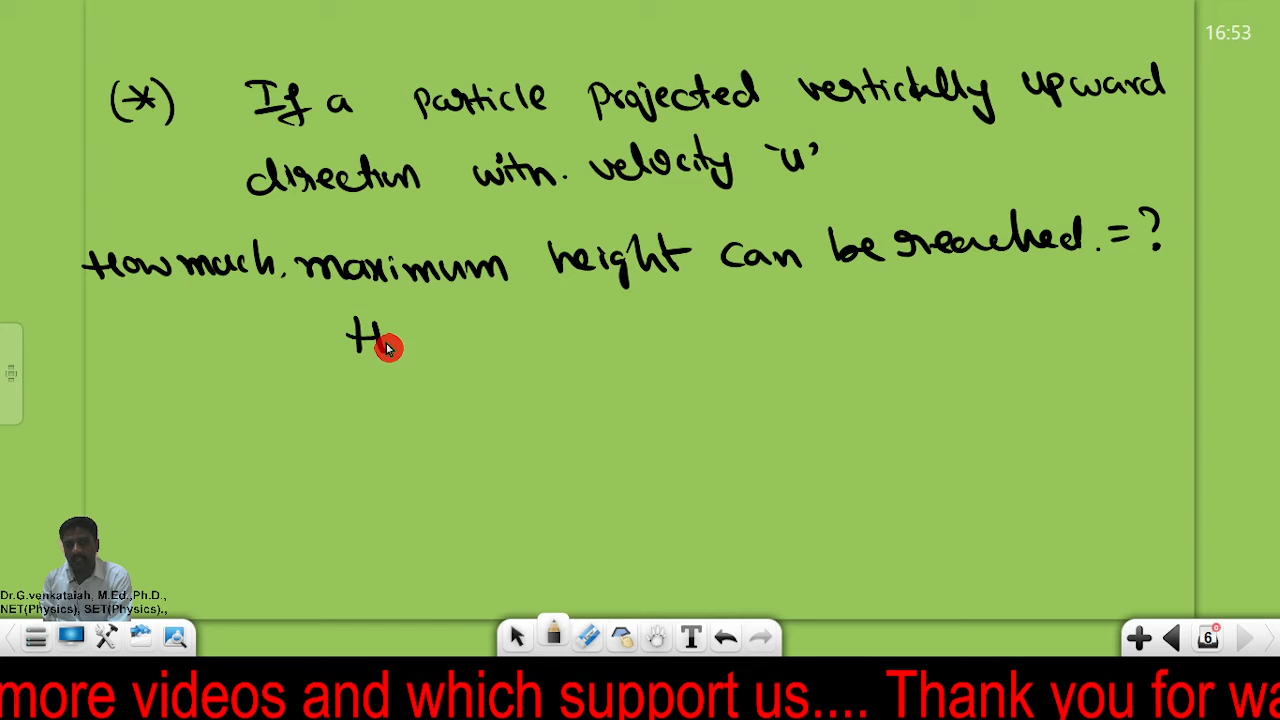 16:53
(*) If a particle projected vertically upward
direction with. velocity 'u'
How much. maximum height can be reached. = ?
H
Dr.G.venkataiah, M.Ed.,Ph.D.,
NET(Physics), SET(Physics).,
T
6
0
more videos and which support us.... Thank you for wa